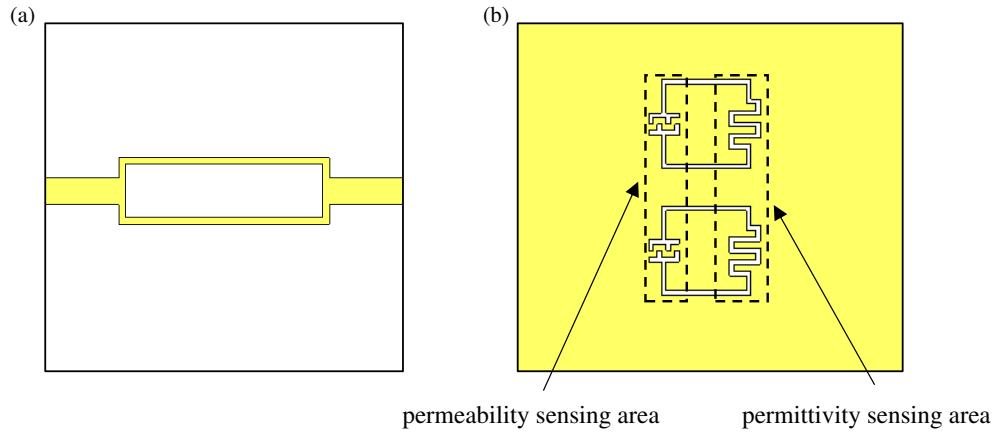 (a)
(b)
permeability sensing area
permittivity sensing area